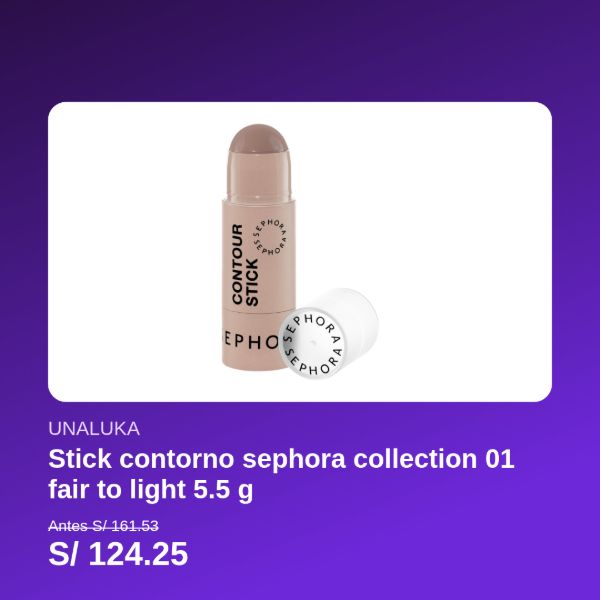 CONTOUR
STICK
SEPHORA
SEPHORA
SEPHO
SEPHORA
SEPHORA
UNALUKA
Stick contorno sephora collection 01
fair to light 5.5 g
Antes S/ 161.53
S/ 124.25